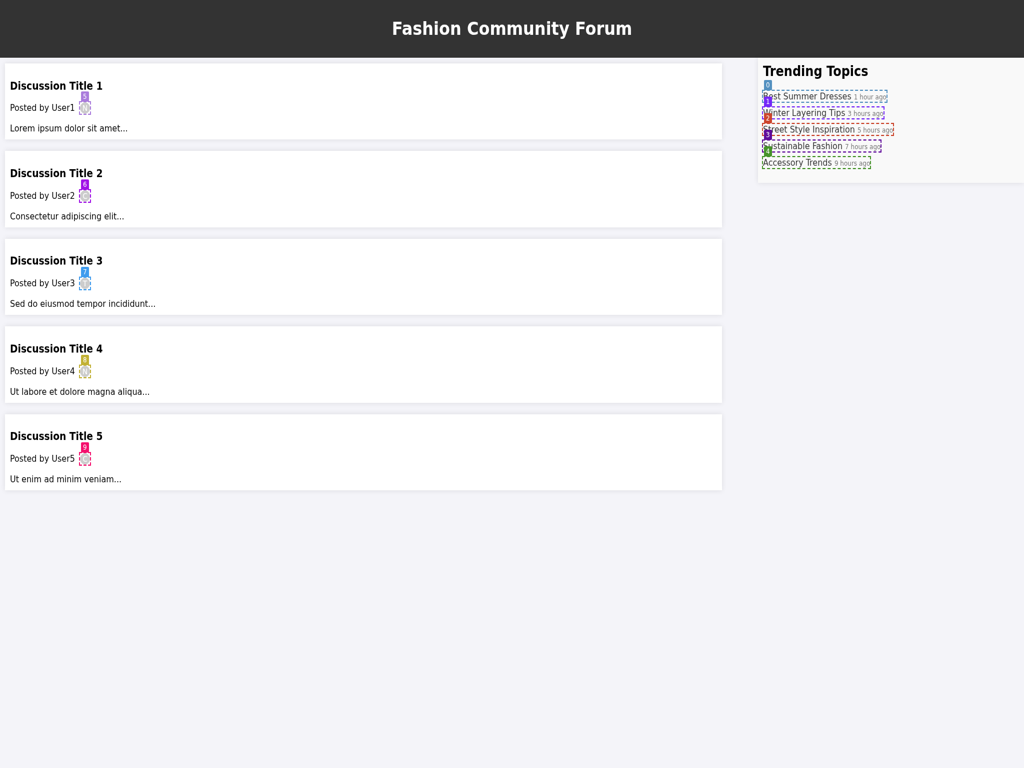 Fashion Community Forum
Discussion Title 1
5
Posted by User1
Lorem ipsum dolor sit amet...
Discussion Title 2
6
Posted by User2
Consectetur adipiscing elit...
Discussion Title 3
7
Posted by User3
Sed do eiusmod tempor incididunt...
Discussion Title 4
8
Posted by User4
Ut labore et dolore magna aliqua...
Discussion Title 5
9
Posted by User5
Ut enim ad minim veniam...
Trending Topics
0
Best Summer Dresses 1 hour ago
1
Winter Layering Tips 3 hours ago
2
Street Style Inspiration 5 hours ago
3
Sustainable Fashion 7 hours ago
4
Accessory Trends 9 hours ago